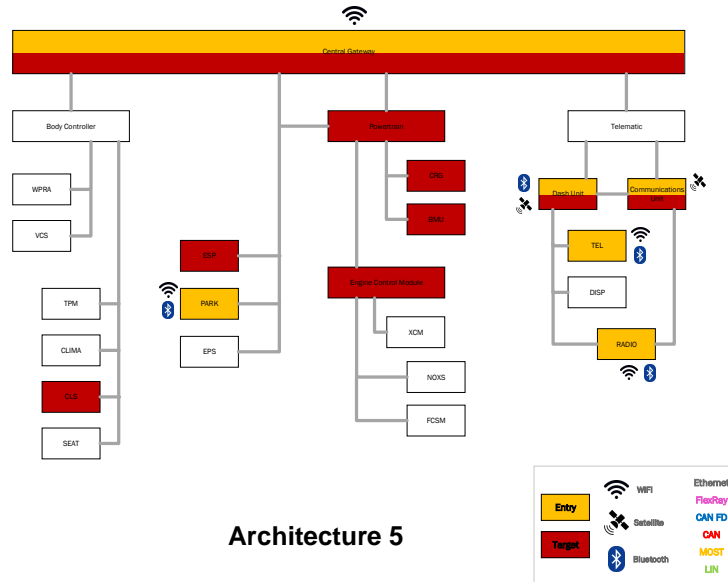 Central Gateway
Body Controller
Powertrain
Telematic
WPRA
VCS
CRG
BMU
Dash Unit
Communications
Unit
ESP
TEL
TPM
PARK
Engine Control Module
DISP
CLIMA
EPS
XCM
RADIO
CLS
NOXS
SEAT
FCSM
Architecture 5
Entry
Target
WiFi
Satellite
Bluetooth
Ethernet
FlexRay
CAN FD
CAN
MOST
LIN